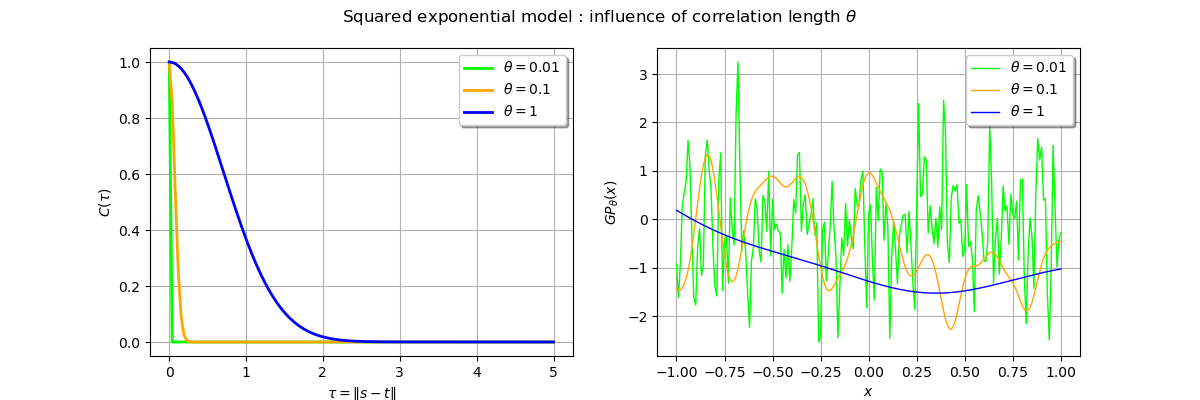 Squared exponential model : influence of correlation length θ
θ = 0.01
θ = 0.1
θ = 1
C(τ)
1.0
0.8
0.6
0.4
0.2
0.0
0 1 2 3 4 5
τ = ‖s − t‖
θ = 0.01
θ = 0.1
θ = 1
GP_θ(x)
3
2
1
0
−1
−2
−1.00 −0.75 −0.50 −0.25 0.00 0.25 0.50 0.75 1.00
x